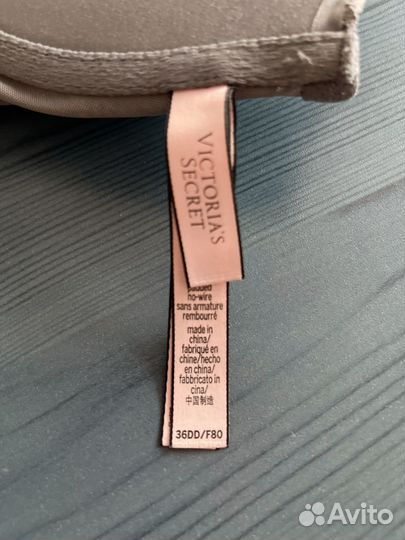 VICTORIA'S
SECRET
padded
no-wire
sans armature
rembourré
made in
china/
fabriqué en
chine/hecho
en china/
fabbricato in
cina/
中国制造
36DD/F80
Avito